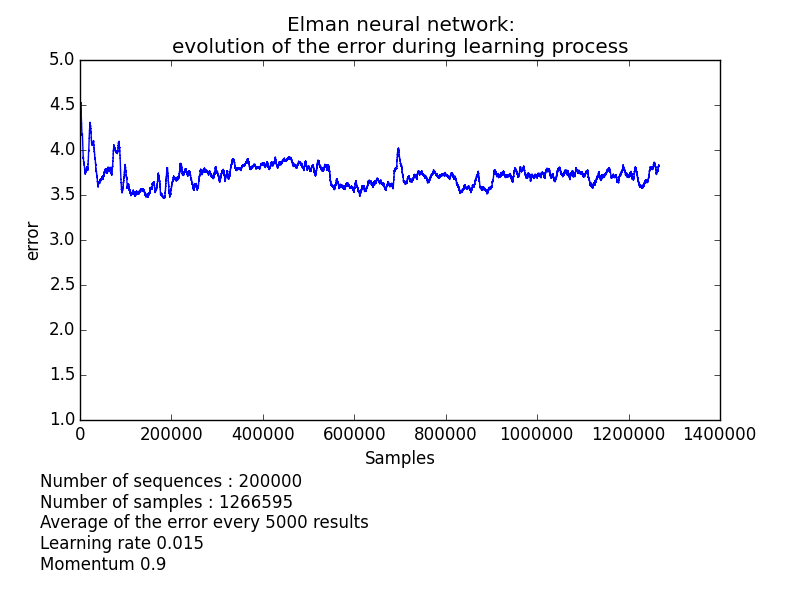 Elman neural network:
evolution of the error during learning process
5.0
4.5
4.0
3.5
3.0
2.5
2.0
1.5
1.0
error
0 200000 400000 600000 800000 1000000 1200000 1400000
Samples
Number of sequences : 200000
Number of samples : 1266595
Average of the error every 5000 results
Learning rate 0.015
Momentum 0.9